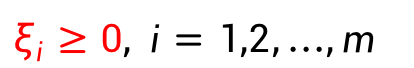 ξᵢ ≥ 0, i = 1,2, …, m